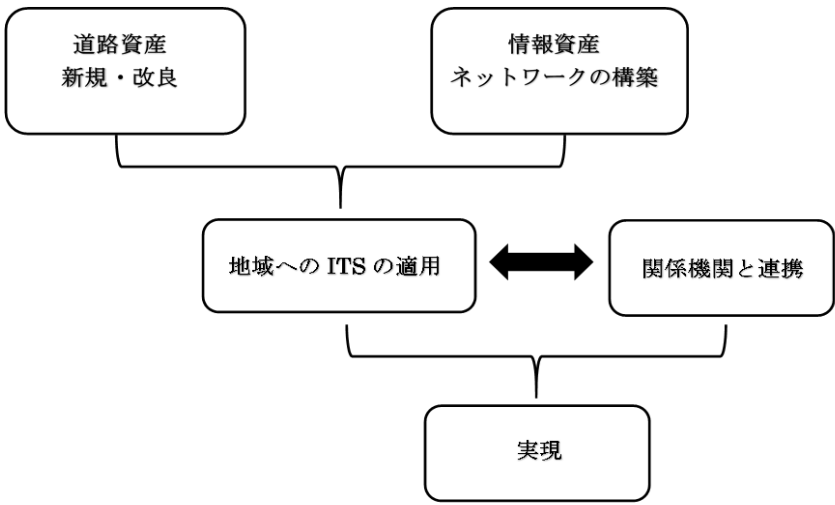 道路資産
新規・改良
情報資産
ネットワークの構築
地域への ITS の適用
関係機関と連携
実現